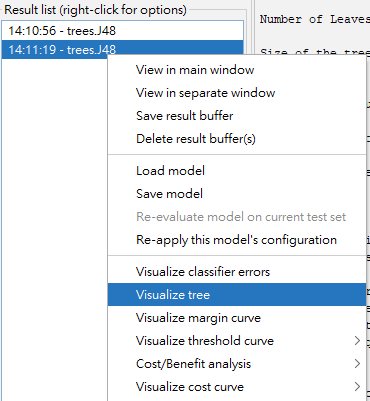 Result list (right-click for options)
14:10:56 - trees.J48
14:11:19 - trees.J48
Number of Leaves
Size of the tree
View in main window
View in separate window
Save result buffer
Delete result buffer(s)
Load model
Save model
Re-evaluate model on current test set
Re-apply this model's configuration
Visualize classifier errors
Visualize tree
Visualize margin curve
Visualize threshold curve
Cost/Benefit analysis
Visualize cost curve